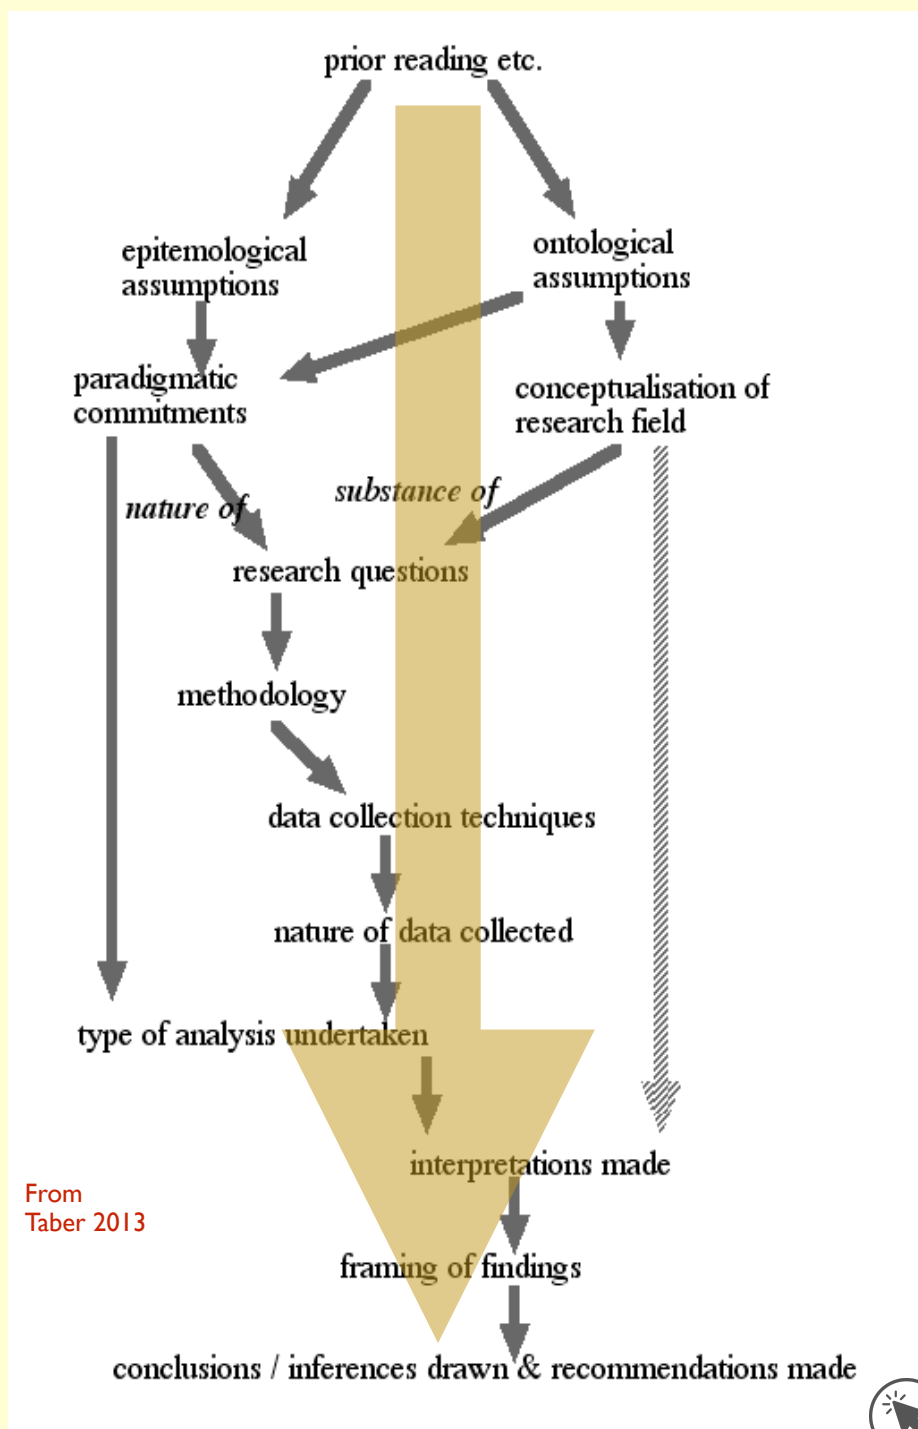 prior reading etc.
epitemological
assumptions
ontological
assumptions
paradigmatic
commitments
conceptualisation of
research field
nature of
substance of
research questions
methodology
data collection techniques
nature of data collected
type of analysis undertaken
interpretations made
From
Taber 2013
framing of findings
conclusions / inferences drawn & recommendations made